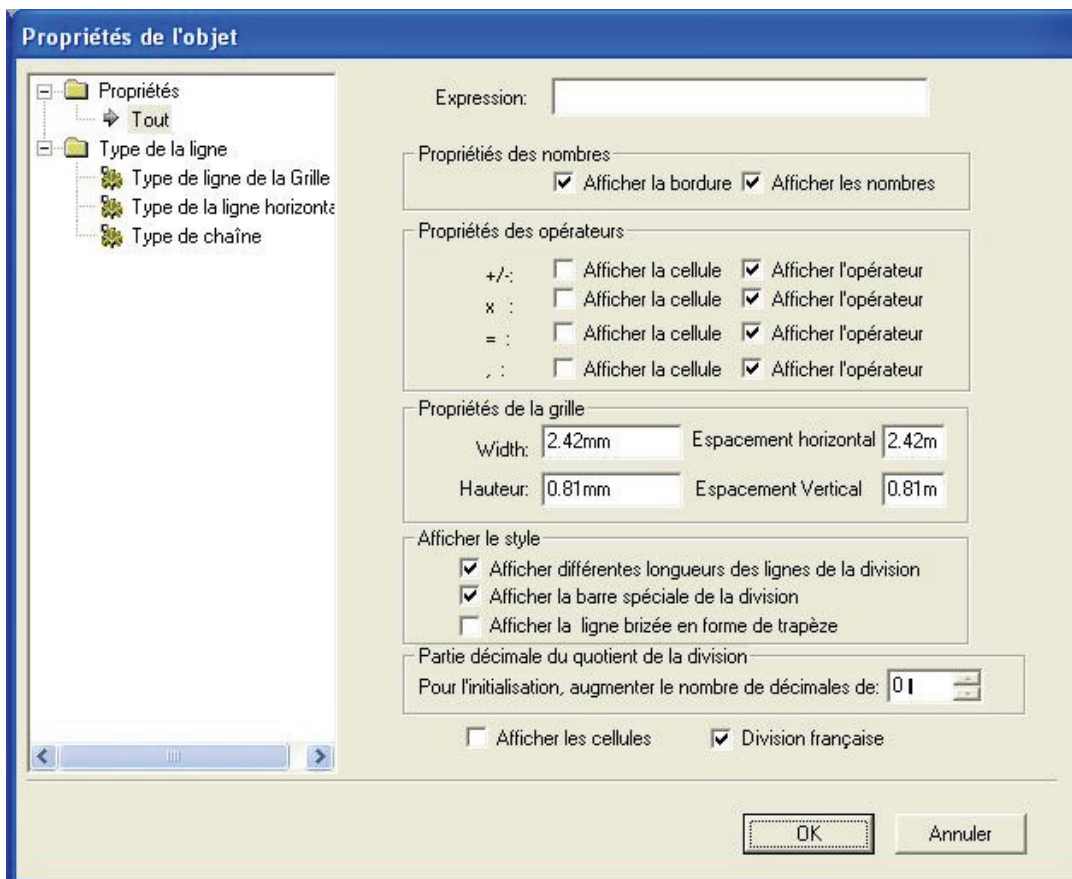 Propriétés de l'objet
Propriétés
Tout
Type de la ligne
Type de ligne de la Grille
Type de la ligne horizonta
Type de chaîne
Expression:
Propriétiés des nombres
Afficher la bordure Afficher les nombres
Propriétés des opérateurs
+/-: Afficher la cellule Afficher l'opérateur
x : Afficher la cellule Afficher l'opérateur
= : Afficher la cellule Afficher l'opérateur
, : Afficher la cellule Afficher l'opérateur
Propriétés de la grille
Width: 2.42mm Espacement horizontal 2.42m
Hauteur: 0.81mm Espacement Vertical 0.81m
Afficher le style
Afficher différentes longueurs des lignes de la division
Afficher la barre spéciale de la division
Afficher la ligne brizée en forme de trapèze
Partie décimale du quotient de la division
Pour l'initialisation, augmenter le nombre de décimales de: 0
Afficher les cellules Division française
OK Annuler